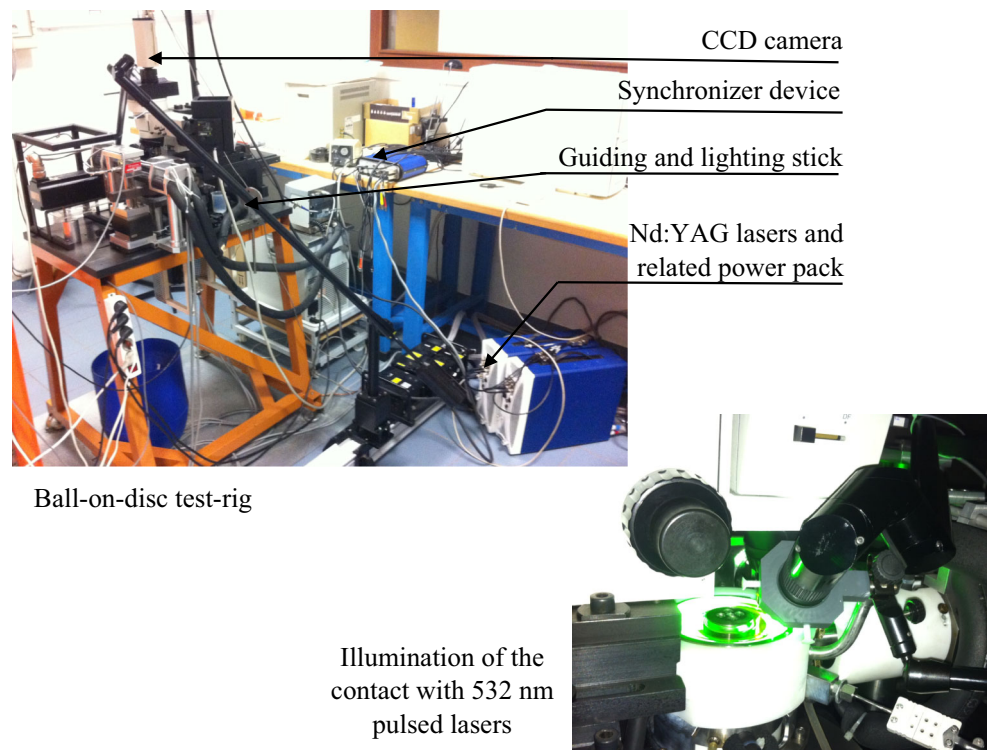 CCD camera
Synchronizer device
Guiding and lighting stick
Nd:YAG lasers and
related power pack
Ball-on-disc test-rig
Illumination of the
contact with 532 nm
pulsed lasers